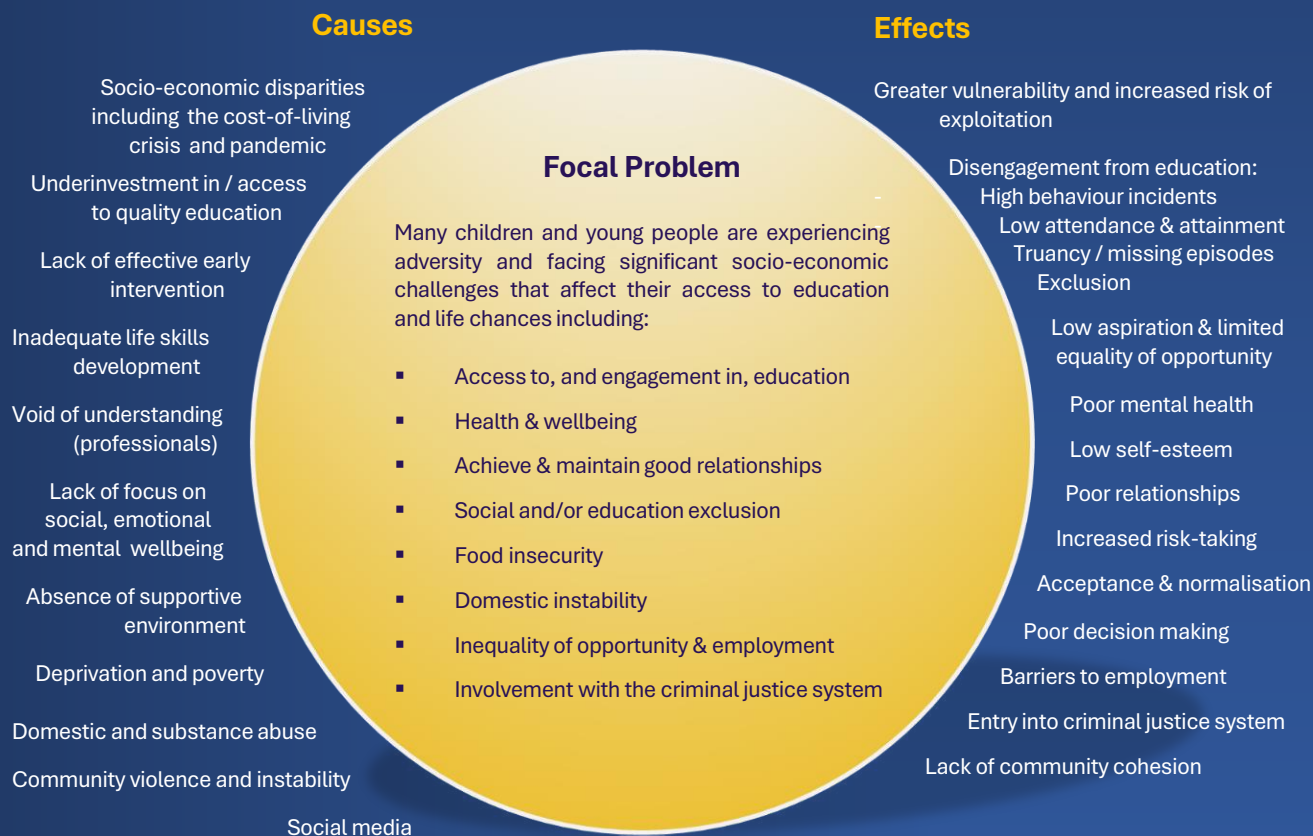 Causes
Socio-economic disparities
including the cost-of-living
crisis and pandemic
Underinvestment in / access
to quality education
Lack of effective early
intervention
Inadequate life skills
development
Void of understanding
(professionals)
Lack of focus on
social, emotional
and mental wellbeing
Absence of supportive
environment
Deprivation and poverty
Domestic and substance abuse
Community violence and instability
Social media
Focal Problem
Many children and young people are experiencing
adversity and facing significant socio-economic
challenges that affect their access to education
and life chances including:
▪ Access to, and engagement in, education
▪ Health & wellbeing
▪ Achieve & maintain good relationships
▪ Social and/or education exclusion
▪ Food insecurity
▪ Domestic instability
▪ Inequality of opportunity & employment
▪ Involvement with the criminal justice system
Effects
Greater vulnerability and increased risk of
exploitation
-
Disengagement from education:
High behaviour incidents
Low attendance & attainment
Truancy / missing episodes
Exclusion
Low aspiration & limited
equality of opportunity
Poor mental health
Low self-esteem
Poor relationships
Increased risk-taking
Acceptance & normalisation
Poor decision making
Barriers to employment
Entry into criminal justice system
Lack of community cohesion